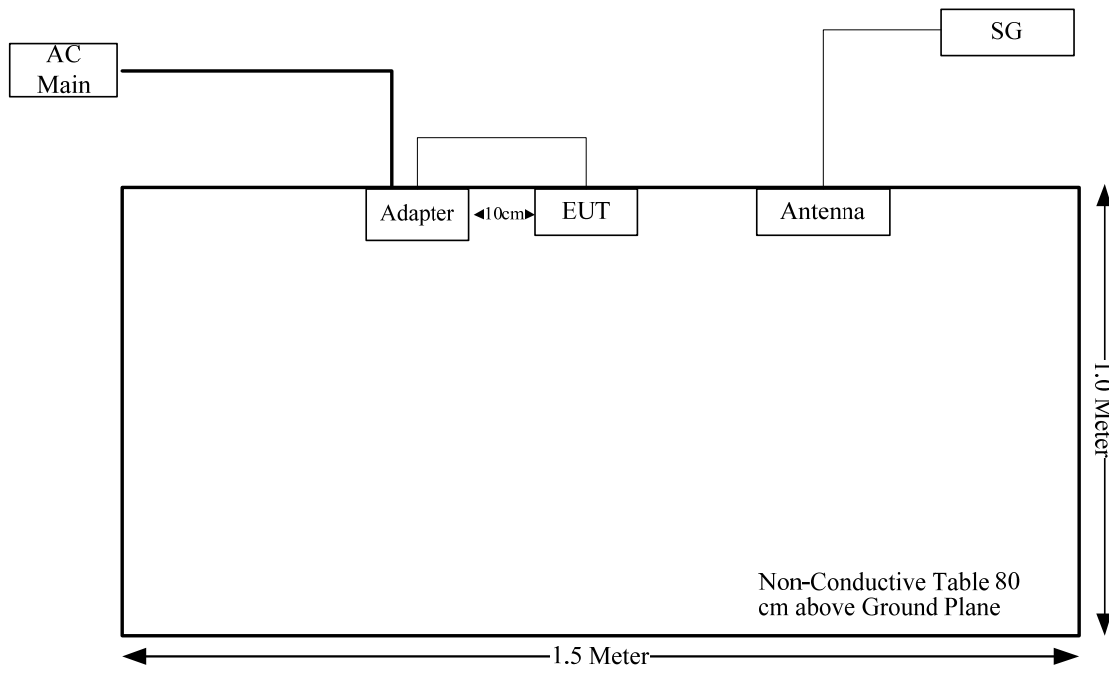 SG
AC
Main
Adapter
10cm
EUT
Antenna
1.0 Meter
Non-Conductive Table 80
cm above Ground Plane
1.5 Meter